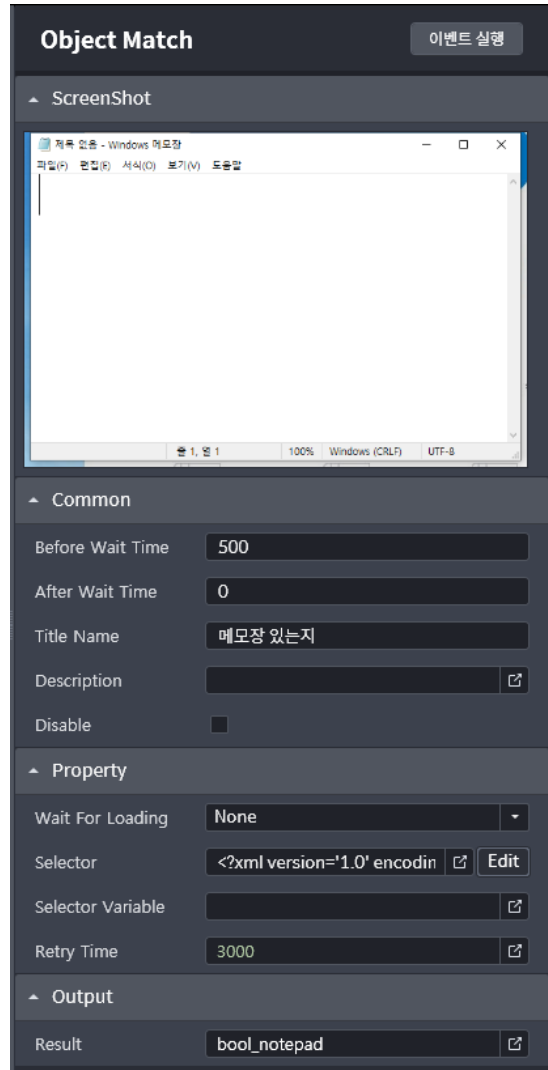 Object Match
이벤트 실행
ScreenShot
제목 없음 - Windows 메모장
파일(F) 편집(E) 서식(O) 보기(V) 도움말
줄 1, 열 1 100% Windows (CRLF) UTF-8
Common
Before Wait Time 500
After Wait Time 0
Title Name 메모장 있는지
Description
Disable
Property
Wait For Loading None
Selector <?xml version='1.0' encodin Edit
Selector Variable
Retry Time 3000
Output
Result bool_notepad